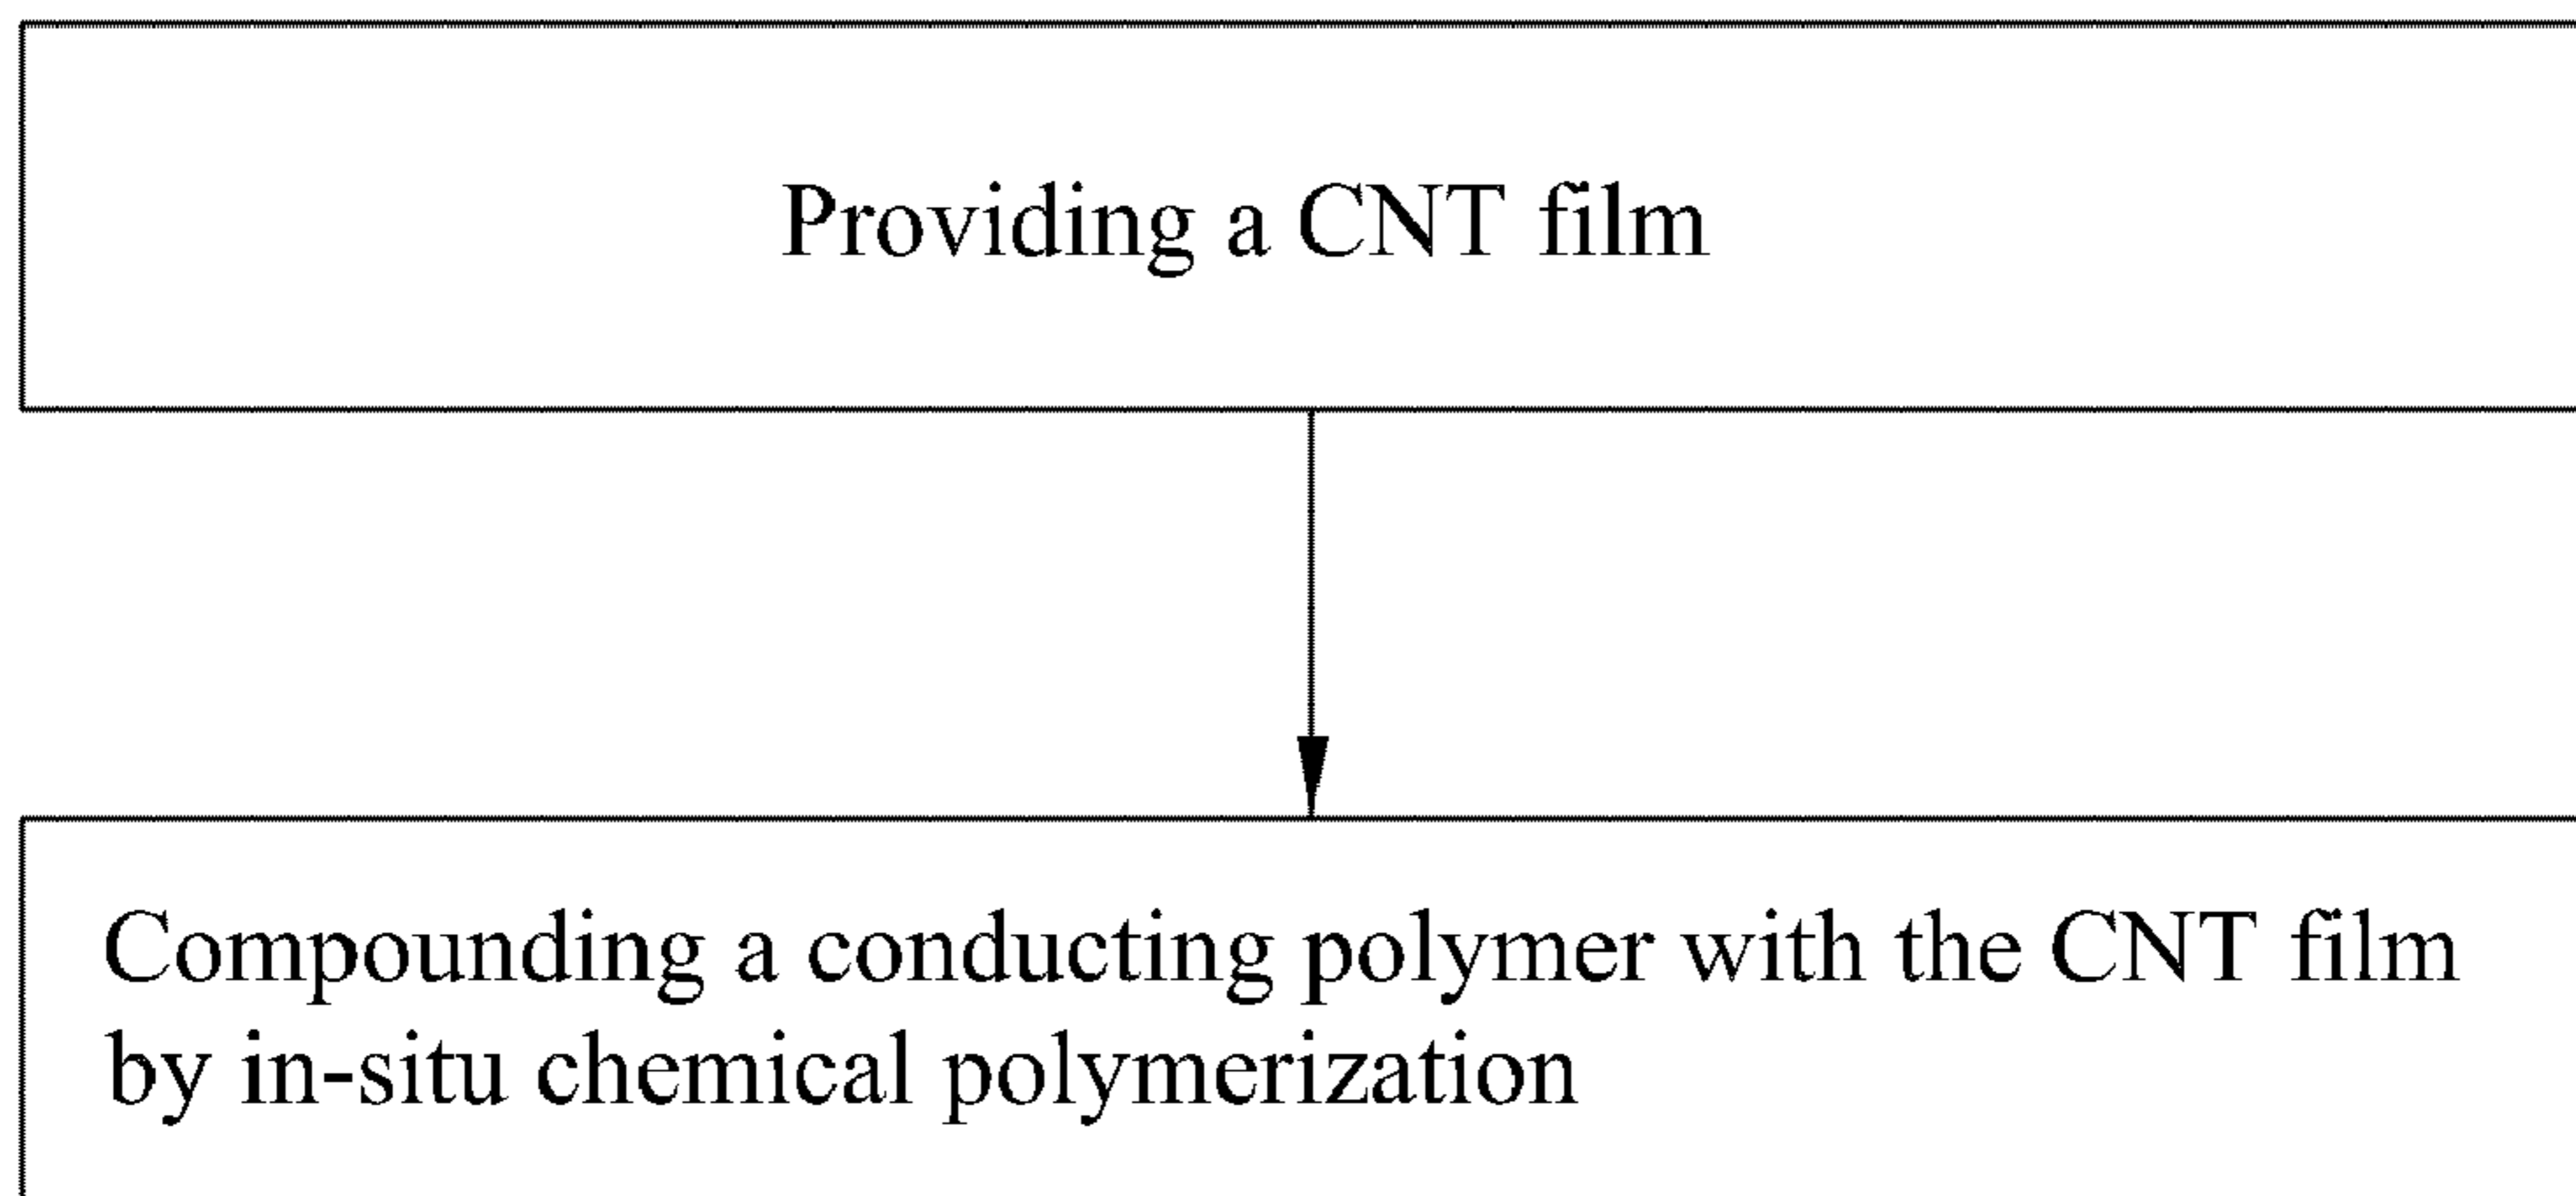 Providing a CNT film
Compounding a conducting polymer with the CNT film
by in-situ chemical polymerization